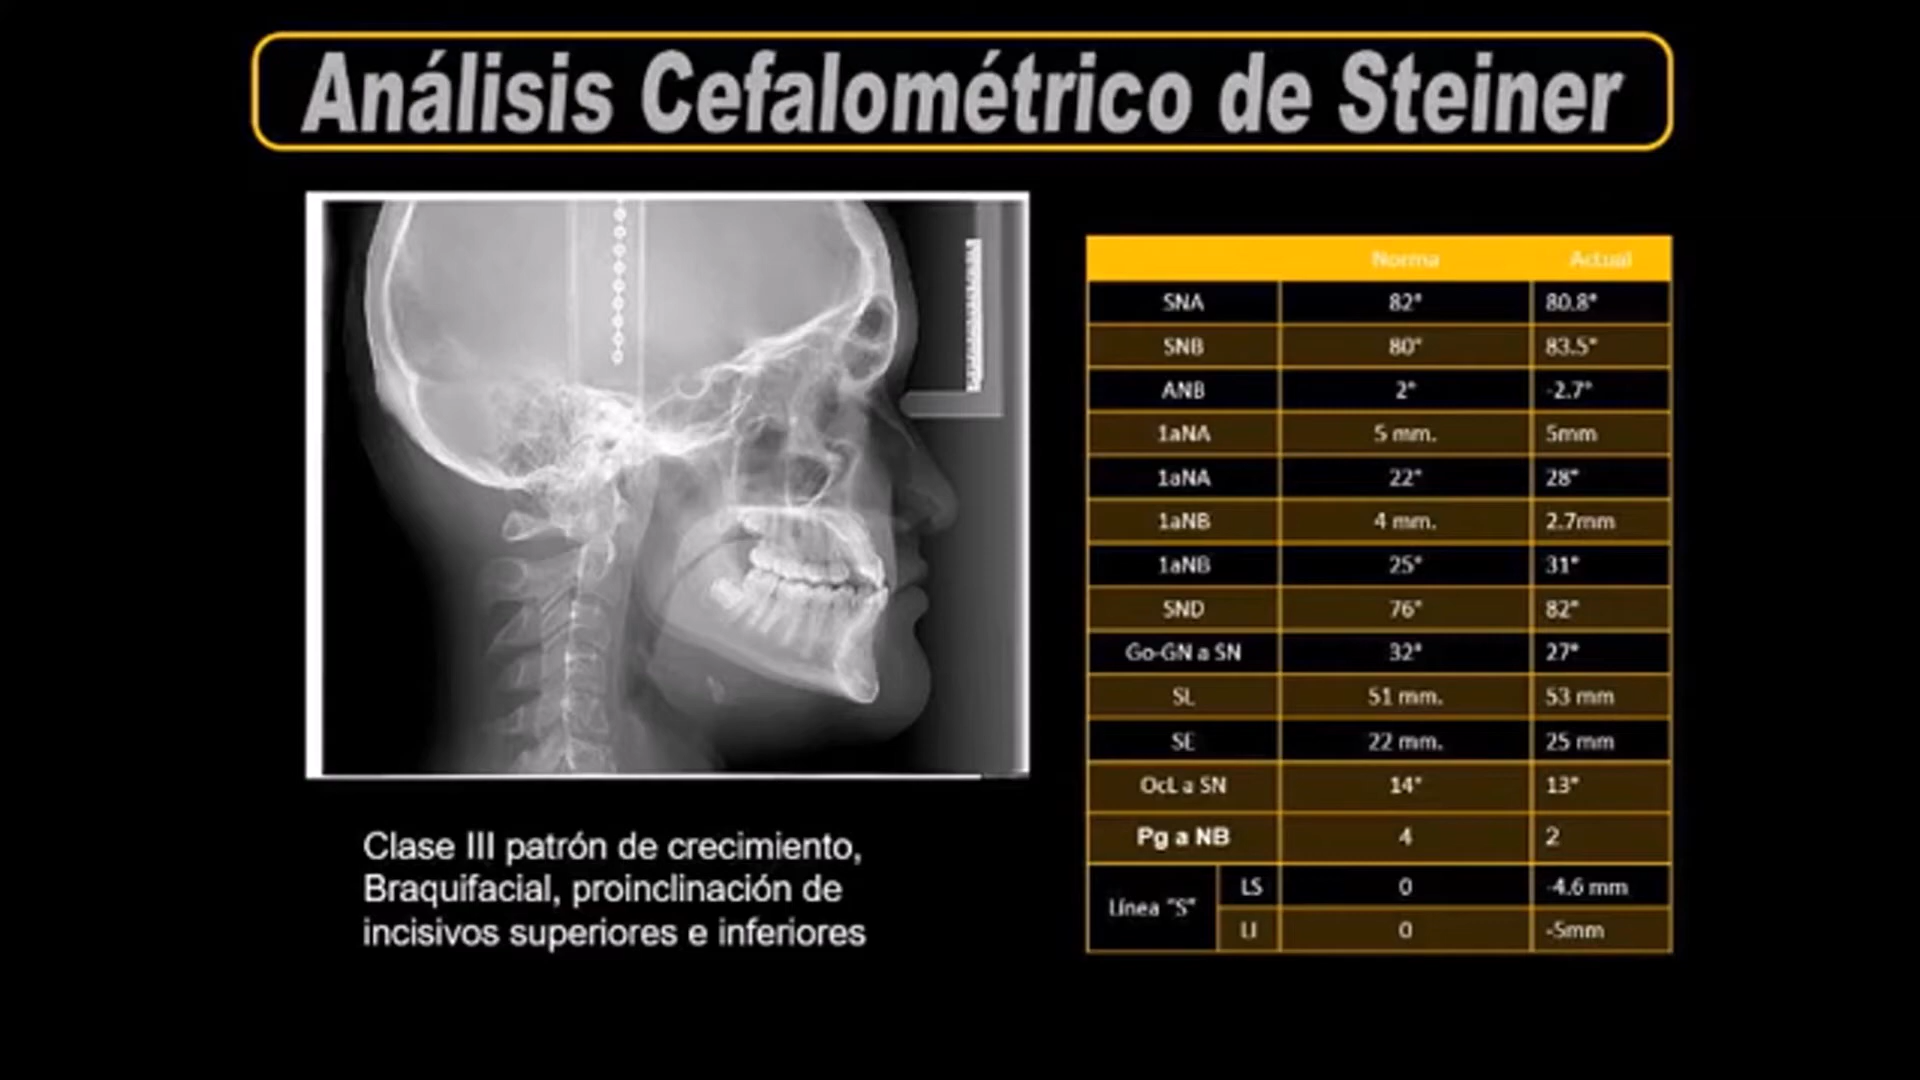 Análisis Cefalométrico de Steiner
Norma Actual
SNA 82° 80.8°
SNB 80° 83.5°
ANB 2° -2.7°
1aNA 5 mm. 5mm
1aNA 22° 28°
1aNB 4 mm. 2.7mm
1aNB 25° 31°
SND 76° 82°
Go-GN a SN 32° 27°
SL 51 mm. 53 mm
SE 22 mm. 25 mm
OcL a SN 14° 13°
Pg a NB 4 2
Línea "S" LS 0 -4.6 mm
LI 0 -5mm
Clase III patrón de crecimiento,
Braquifacial, proinclinación de
incisivos superiores e inferiores